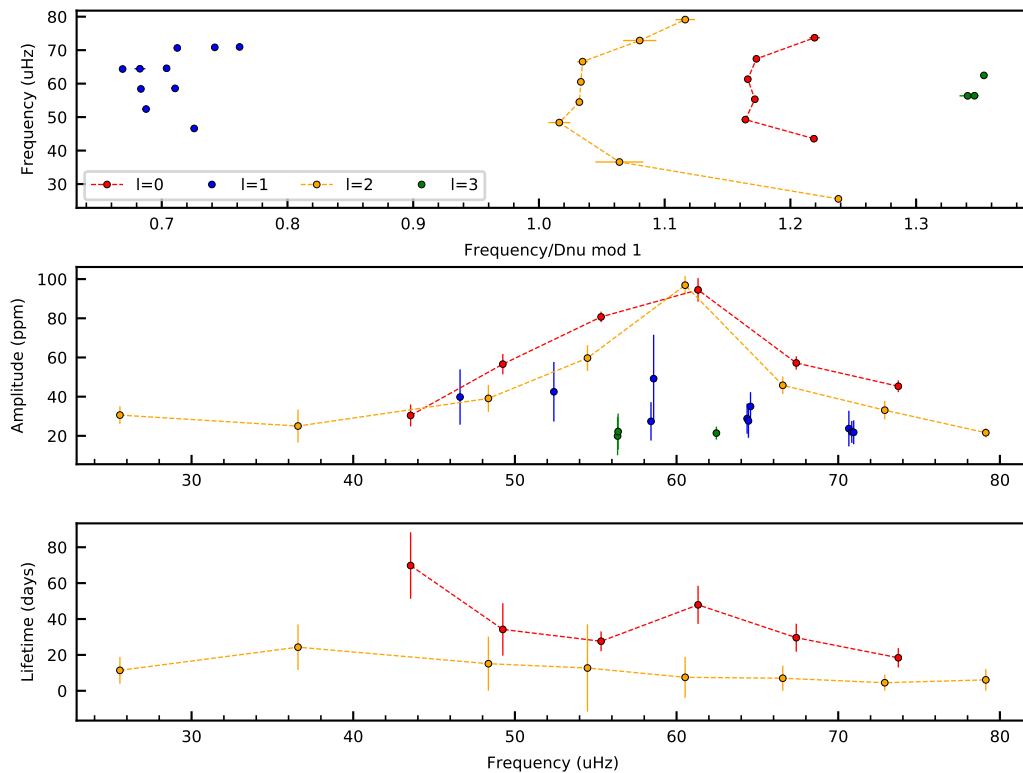 80
70
60
50
40
30
Frequency (uHz)
l=0 l=1 l=2 l=3
0.7 0.8 0.9 1.0 1.1 1.2 1.3
Frequency/Dnu mod 1
100
80
60
40
20
Amplitude (ppm)
30 40 50 60 70 80
80
60
40
20
0
Lifetime (days)
30 40 50 60 70 80
Frequency (uHz)